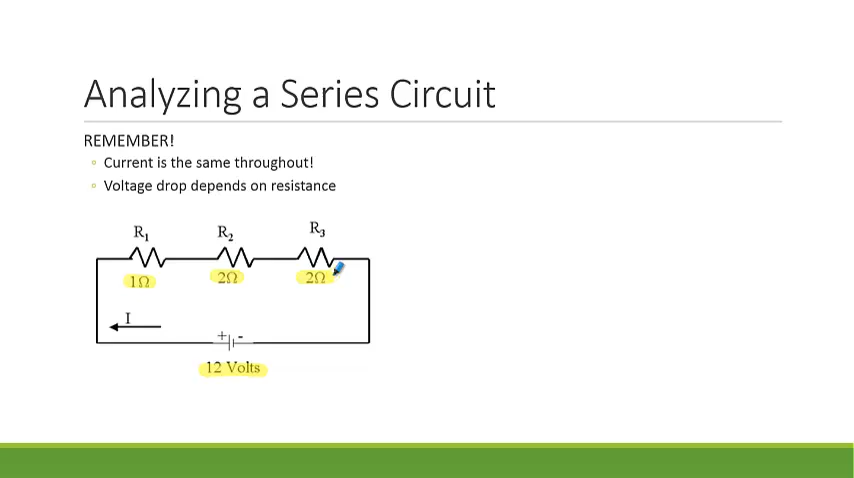 Analyzing a Series Circuit
REMEMBER!
◦ Current is the same throughout!
◦ Voltage drop depends on resistance
R₁ R₂ R₃
1Ω 2Ω 2Ω
I
+ -
12 Volts